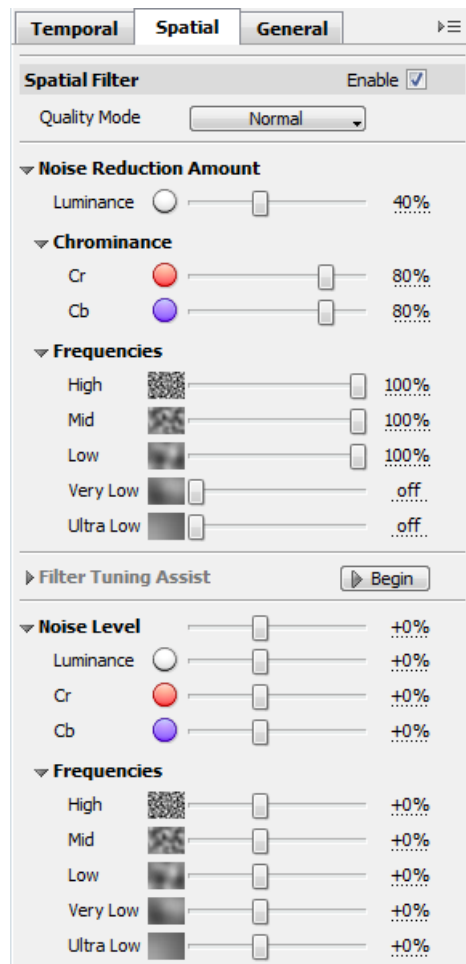 Temporal Spatial General
Spatial Filter Enable
Quality Mode Normal
Noise Reduction Amount
Luminance 40%
Chrominance
Cr 80%
Cb 80%
Frequencies
High 100%
Mid 100%
Low 100%
Very Low off
Ultra Low off
Filter Tuning Assist Begin
Noise Level +0%
Luminance +0%
Cr +0%
Cb +0%
Frequencies
High +0%
Mid +0%
Low +0%
Very Low +0%
Ultra Low +0%